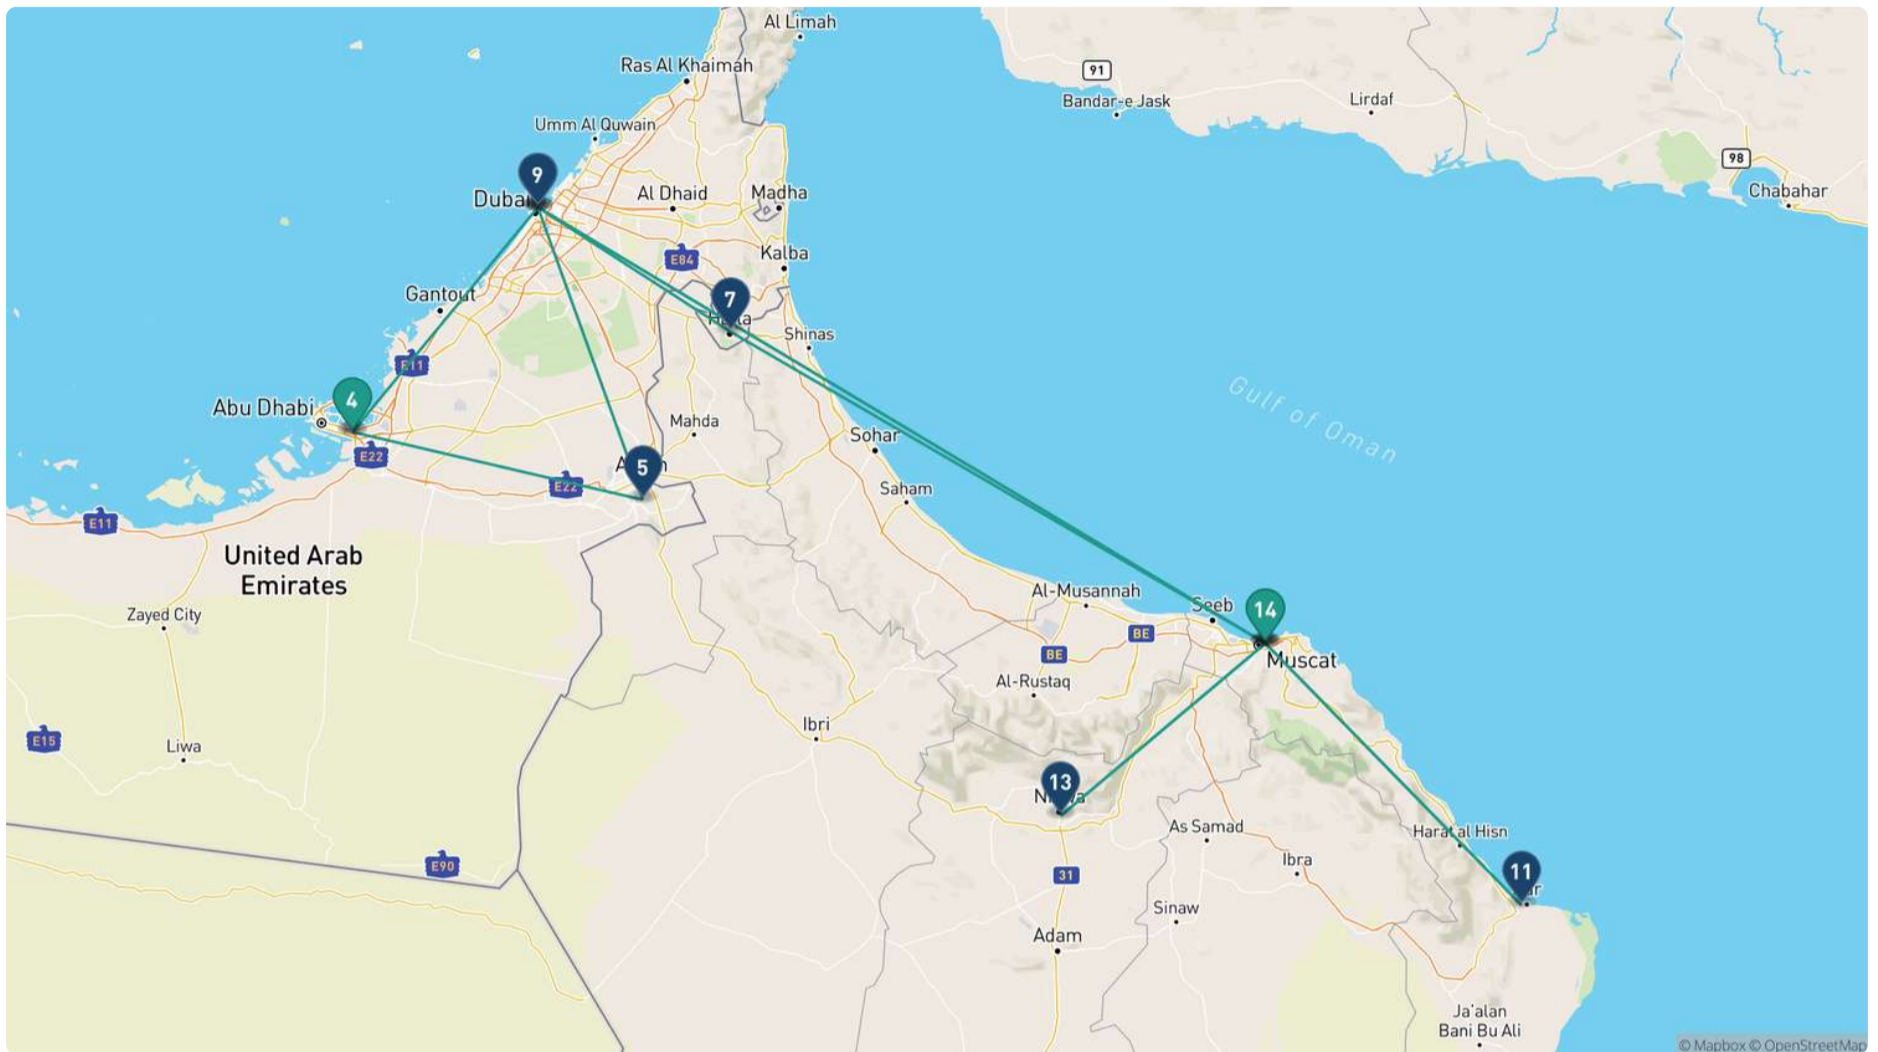 Al Limah
Ras Al Khaimah
91
Bandar-e Jask
Lirdaf
Umm Al Quwain
98
Chabahar
9
Dubai
Al Dhaid
Madha
Kalba
E84
Gantout
7
Shinas
E11
4
Abu Dhabi
Gulf of Oman
Mahda
Sohar
E22
5
E22
Saham
E11
United Arab
Emirates
Al-Musannah
Seeb
14
Zayed City
BE
BE
Muscat
Al-Rustaq
Ibri
E15
Liwa
13
As Samad
Harat al Hisn
Ibra
E90
31
11
Sinaw
Adam
Ja'alan
Bani Bu Ali
© Mapbox © OpenStreetMap